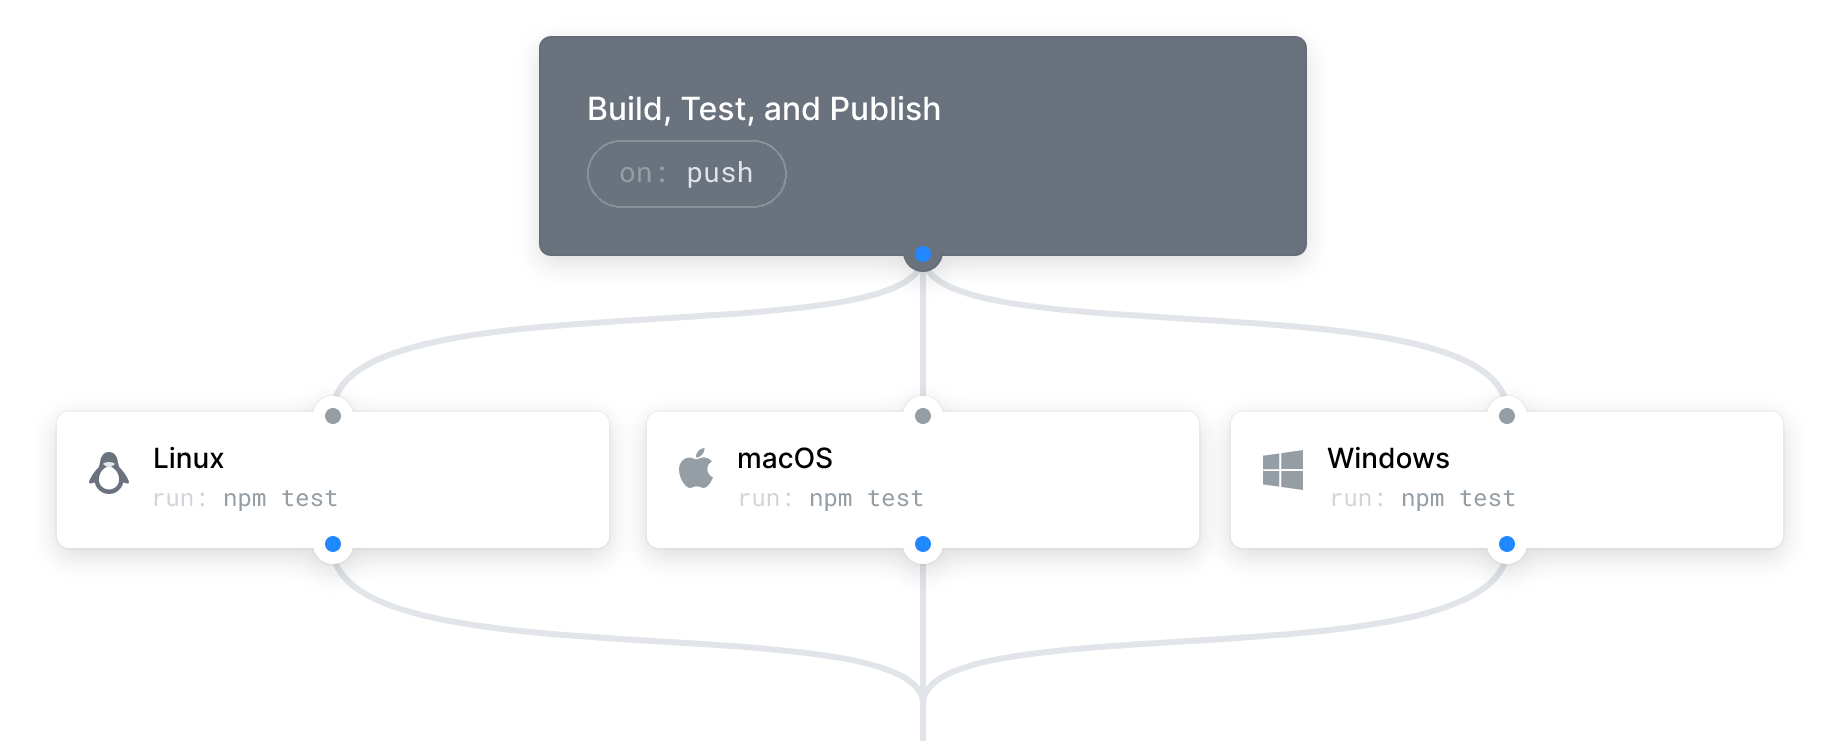 Build, Test, and Publish
on: push
Linux
run: npm test
macOS
run: npm test
Windows
run: npm test